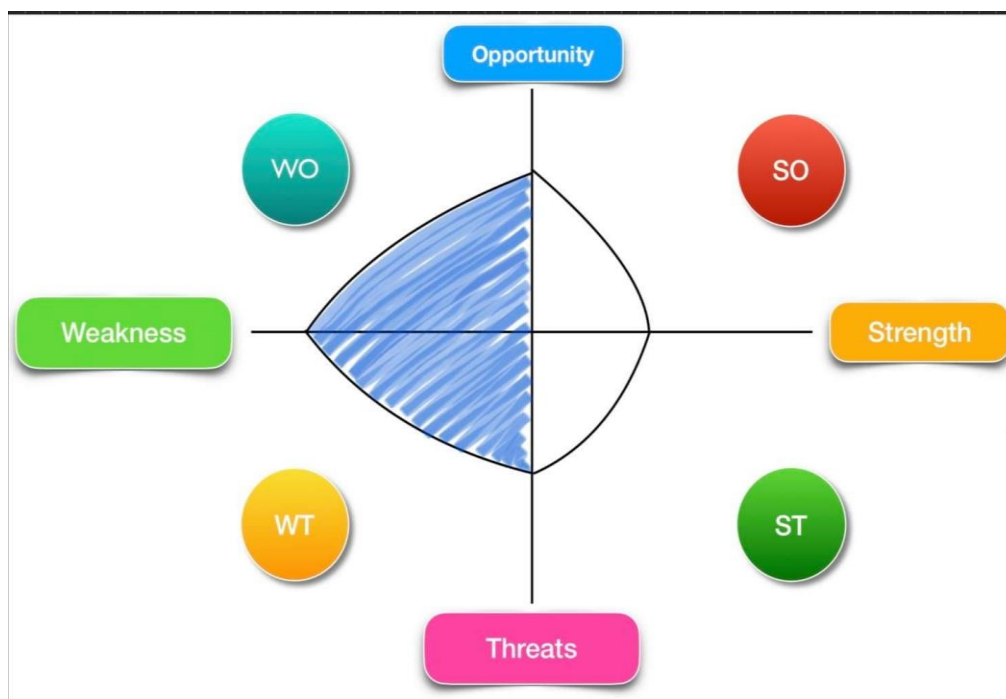 Opportunity
WO
SO
Weakness
Strength
WT
ST
Threats